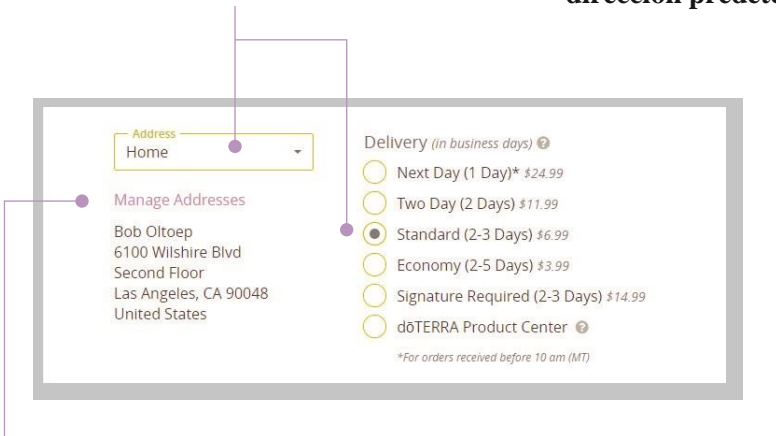 Address
Home
Manage Addresses
Bob Oltoep
6100 Wilshire Blvd
Second Floor
Las Angeles, CA 90048
United States
Delivery (in business days) ?
Next Day (1 Day)* $24.99
Two Day (2 Days) $11.99
Standard (2-3 Days) $6.99
Economy (2-5 Days) $3.99
Signature Required (2-3 Days) $14.99
dōTERRA Product Center ?
*For orders received before 10 am (MT)